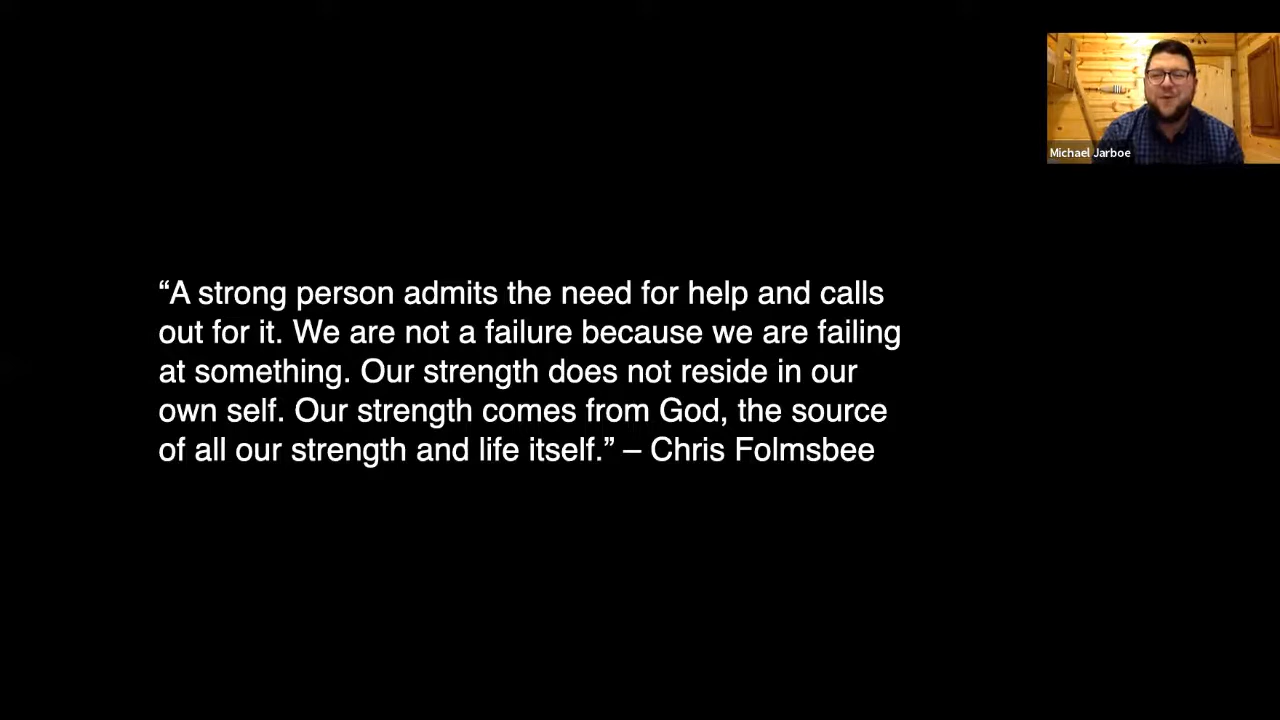 Michael Jarboe
“A strong person admits the need for help and calls
out for it. We are not a failure because we are failing
at something. Our strength does not reside in our
own self. Our strength comes from God, the source
of all our strength and life itself.” – Chris Folmsbee